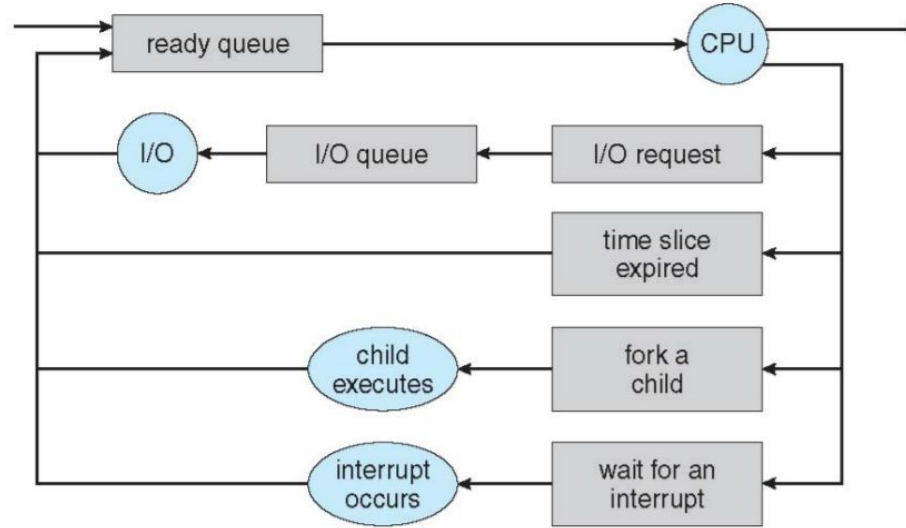 ready queue
CPU
I/O
I/O queue
I/O request
time slice
expired
child
executes
fork a
child
interrupt
occurs
wait for an
interrupt